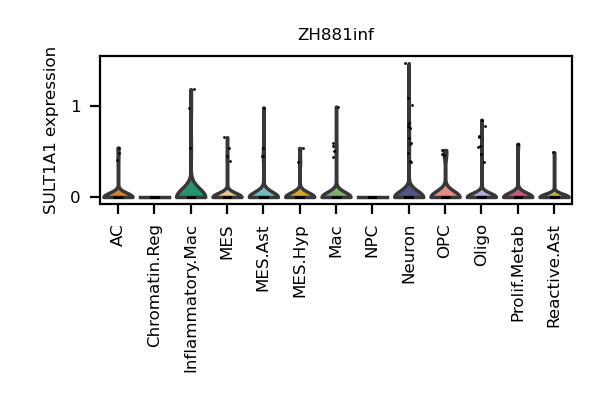 ZH881inf
SULT1A1 expression
1
0
AC
Chromatin.Reg
Inflammatory.Mac
MES
MES.Ast
MES.Hyp
Mac
NPC
Neuron
OPC
Oligo
Prolif.Metab
Reactive.Ast